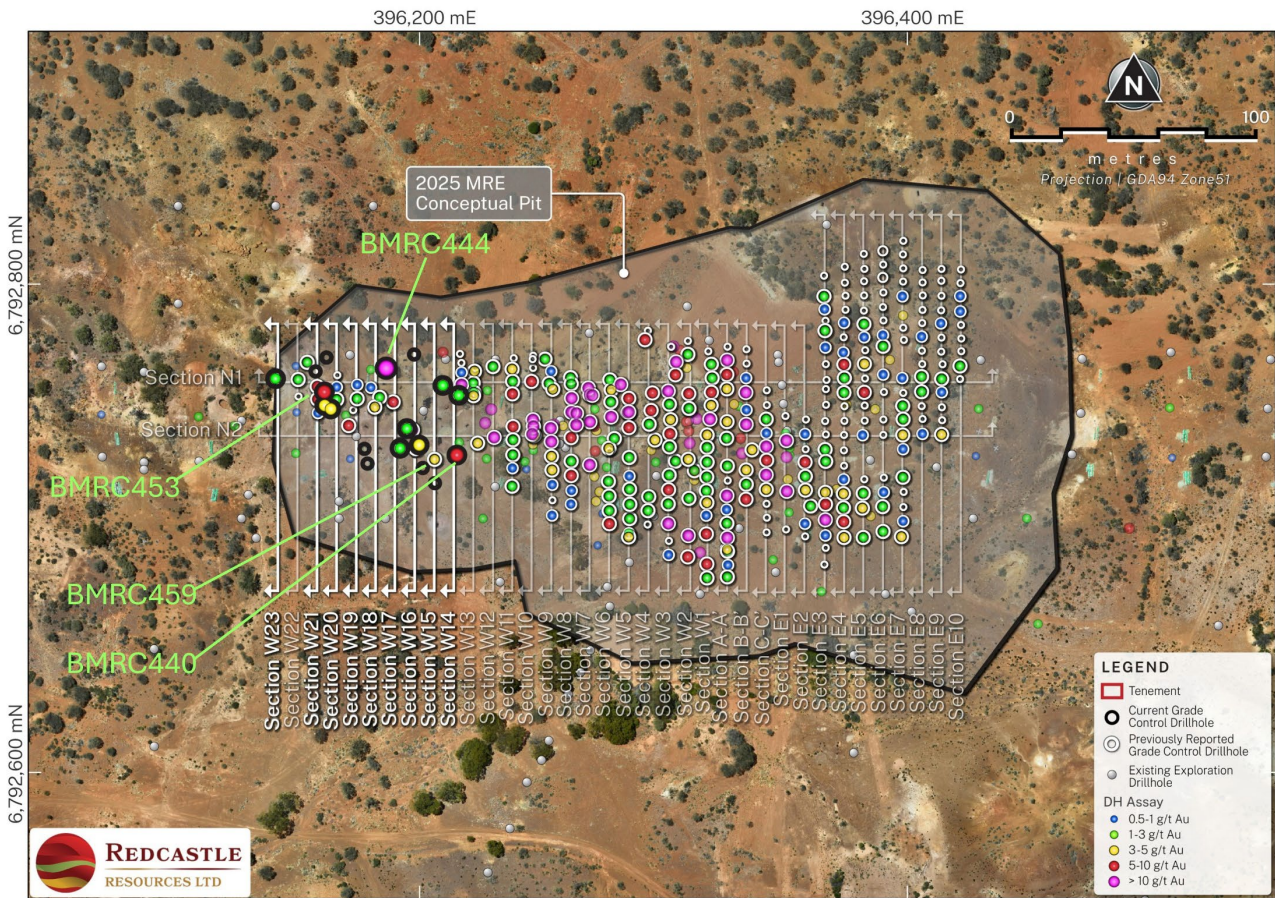 396,200 mE
396,400 mE
N
0
100
metres
Projection | GDA94 Zone51
2025 MRE
Conceptual Pit
BMRC444
6,792,800 mN
Section N1
Section N2
BMRC453
BMRC459
BMRC440
Section W23
Section W22
Section W21
Section W20
Section W19
Section W18
Section W17
Section W16
Section W15
Section W14
Section W13
Section W12
Section W11
Section W10
Section W9
Section W8
Section W7
Section W6
Section W5
Section W4
Section W3
Section W2
Section W1
Section A-A'
Section B-B'
Section C-C'
Section E1
Section E2
Section E3
Section E4
Section E5
Section E6
Section E7
Section E8
Section E9
Section E10
6,792,600 mN
LEGEND
Tenement
Current Grade
Control Drillhole
Previously Reported
Grade Control Drillhole
Existing Exploration
Drillhole
DH Assay
0.5-1 g/t Au
1-3 g/t Au
3-5 g/t Au
5-10 g/t Au
> 10 g/t Au
REDCASTLE
RESOURCES LTD